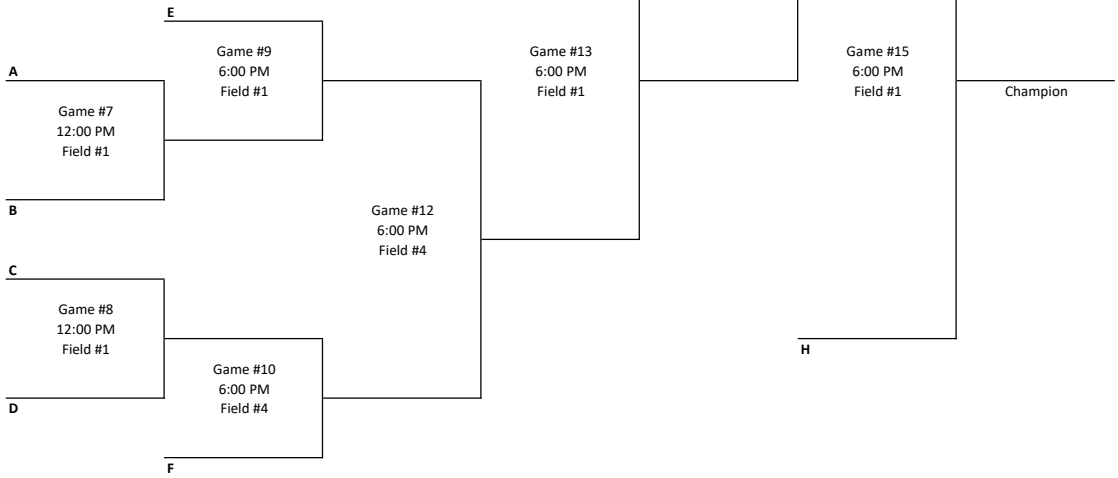 E
Game #9
6:00 PM
Field #1
Game #13
6:00 PM
Field #1
Game #15
6:00 PM
Field #1
Champion
A
Game #7
12:00 PM
Field #1
B
Game #12
6:00 PM
Field #4
C
Game #8
12:00 PM
Field #1
D
Game #10
6:00 PM
Field #4
F
H